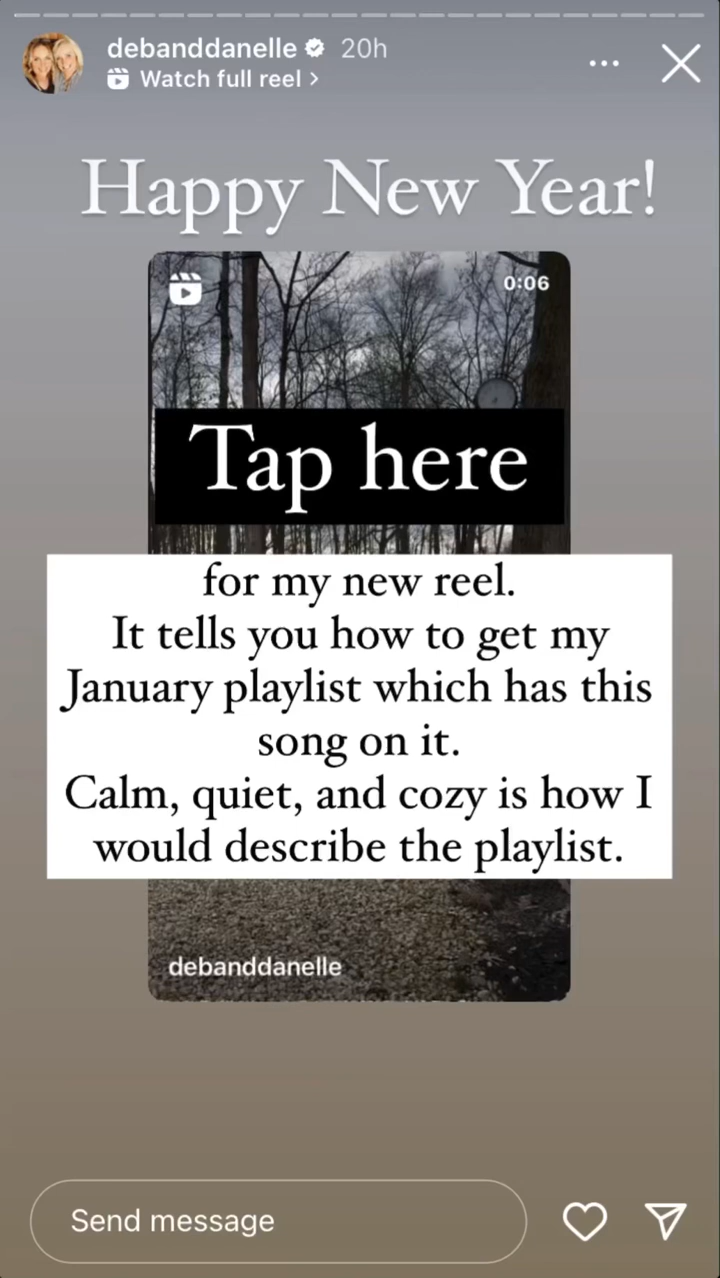 debanddanelle 20h
Watch full reel >
Happy New Year!
0:06
Tap here
for my new reel.
It tells you how to get my
January playlist which has this
song on it.
Calm, quiet, and cozy is how I
would describe the playlist.
debanddanelle
Send message